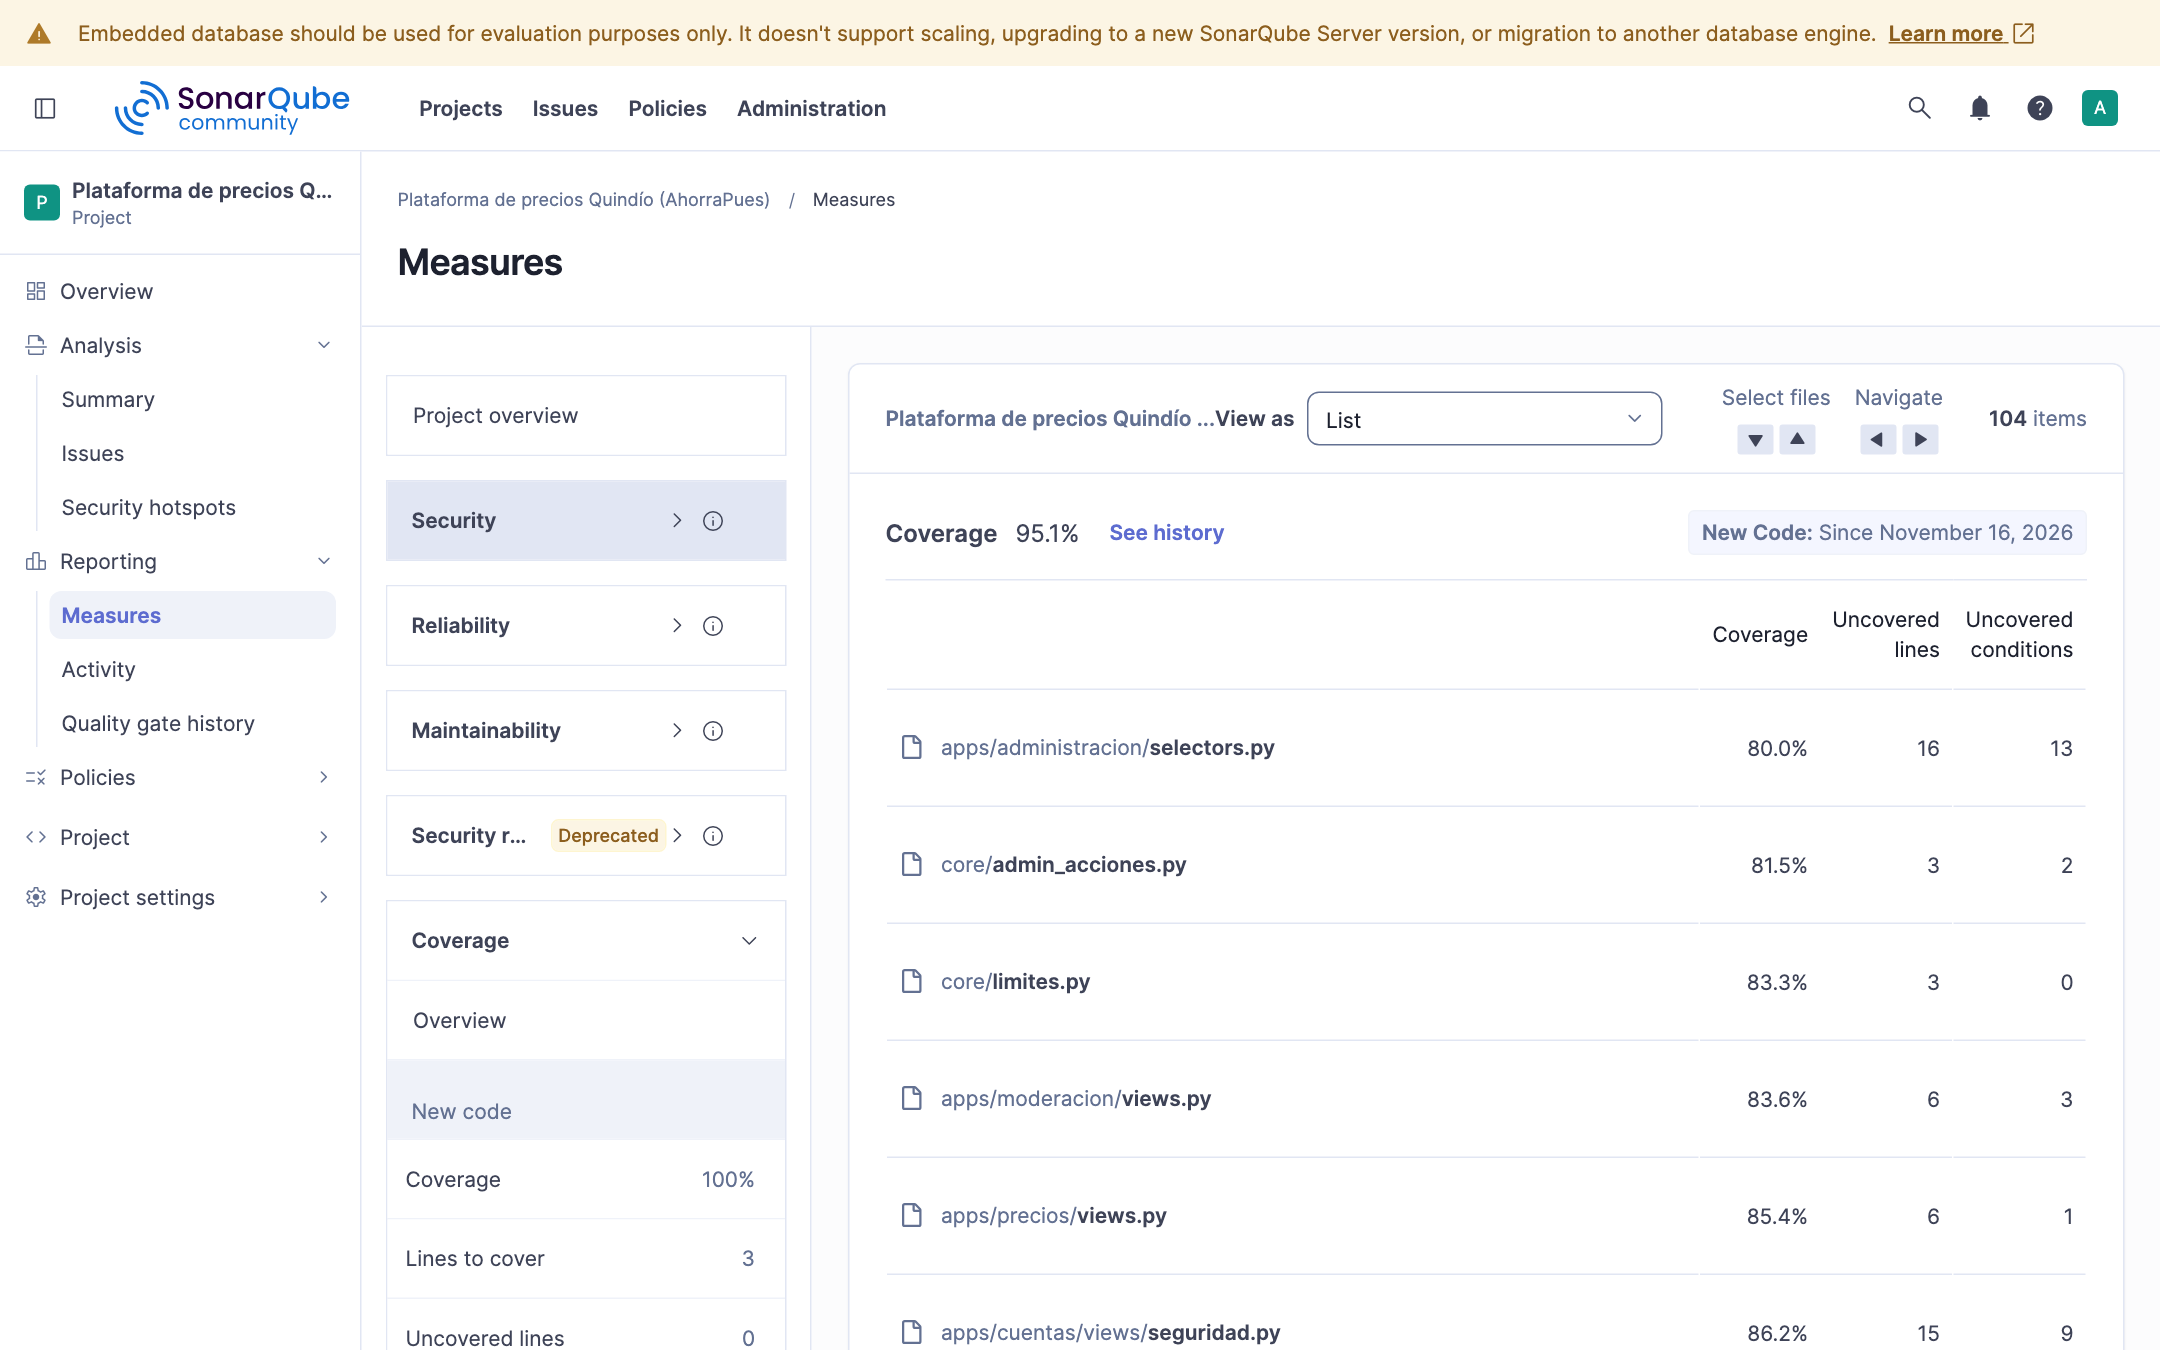 Embedded database should be used for evaluation purposes only. It doesn't support scaling, upgrading to a new SonarQube Server version, or migration to another database engine. Learn more
SonarQube
community
Projects
Issues
Policies
Administration
A
P
Plataforma de precios Q...
Project
Overview
Analysis
Summary
Issues
Security hotspots
Reporting
Measures
Activity
Quality gate history
Policies
Project
Project settings
Plataforma de precios Quindío (AhorraPues) / Measures
Measures
Project overview
Security
Reliability
Maintainability
Security r... Deprecated
Coverage
Overview
New code
Coverage 100%
Lines to cover 3
Uncovered lines 0
Plataforma de precios Quindío ... View as List
Select files
Navigate
104 items
Coverage 95.1% See history
New Code: Since November 16, 2026
Coverage
Uncovered lines
Uncovered conditions
apps/administracion/selectors.py 80.0% 16 13
core/admin_acciones.py 81.5% 3 2
core/limites.py 83.3% 3 0
apps/moderacion/views.py 83.6% 6 3
apps/precios/views.py 85.4% 6 1
apps/cuentas/views/seguridad.py 86.2% 15 9